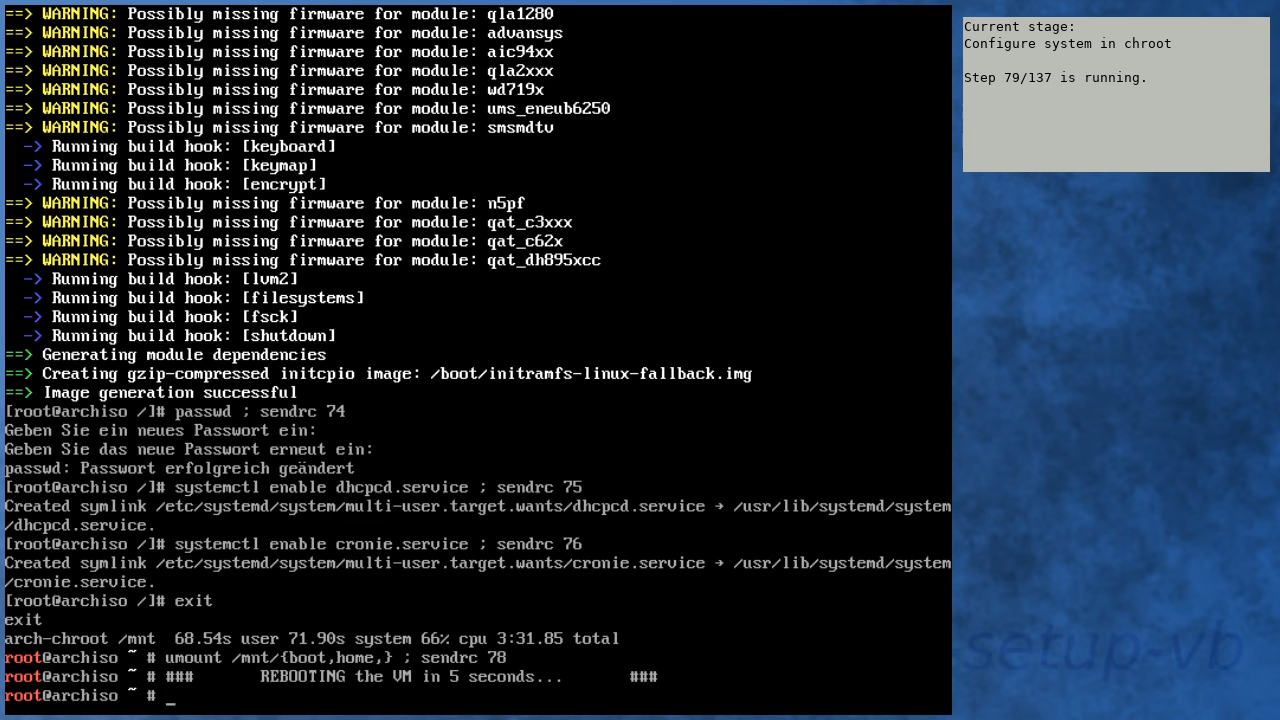 ==> WARNING: Possibly missing firmware for module: qla1280
==> WARNING: Possibly missing firmware for module: advansys
==> WARNING: Possibly missing firmware for module: aic94xx
==> WARNING: Possibly missing firmware for module: qla2xxx
==> WARNING: Possibly missing firmware for module: wd719x
==> WARNING: Possibly missing firmware for module: ums_eneub6250
==> WARNING: Possibly missing firmware for module: smsmdtv
  -> Running build hook: [keyboard]
  -> Running build hook: [keymap]
  -> Running build hook: [encrypt]
==> WARNING: Possibly missing firmware for module: n5pf
==> WARNING: Possibly missing firmware for module: qat_c3xxx
==> WARNING: Possibly missing firmware for module: qat_c62x
==> WARNING: Possibly missing firmware for module: qat_dh895xcc
  -> Running build hook: [lvm2]
  -> Running build hook: [filesystems]
  -> Running build hook: [fsck]
  -> Running build hook: [shutdown]
==> Generating module dependencies
==> Creating gzip-compressed initcpio image: /boot/initramfs-linux-fallback.img
==> Image generation successful
[root@archiso /]# passwd ; sendrc 74
Geben Sie ein neues Passwort ein:
Geben Sie das neue Passwort erneut ein:
passwd: Passwort erfolgreich geändert
[root@archiso /]# systemctl enable dhcpcd.service ; sendrc 75
Created symlink /etc/systemd/system/multi-user.target.wants/dhcpcd.service → /usr/lib/systemd/system
/dhcpcd.service.
[root@archiso /]# systemctl enable cronie.service ; sendrc 76
Created symlink /etc/systemd/system/multi-user.target.wants/cronie.service → /usr/lib/systemd/system
/cronie.service.
[root@archiso /]# exit
exit
arch-chroot /mnt  68.54s user 71.90s system 66% cpu 3:31.85 total
root@archiso ~ # umount /mnt/{boot,home,} ; sendrc 78
root@archiso ~ # ###       REBOOTING the VM in 5 seconds...       ###
root@archiso ~ # _
Current stage:
Configure system in chroot
Step 79/137 is running.
setup-vb